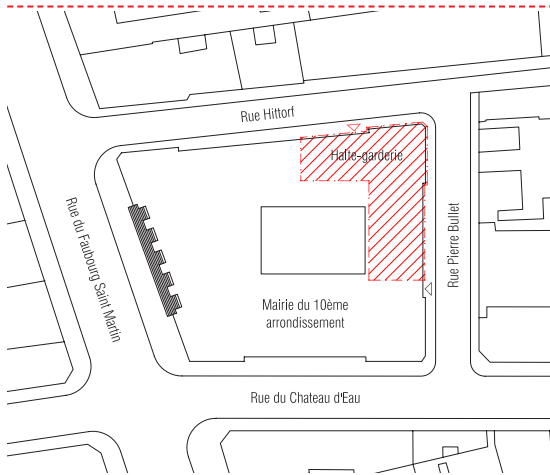 Rue Hittorf
Halte-garderie
Rue du Faubourg Saint Martin
Rue Pierre Bullet
Mairie du 10ème
arrondissement
Rue du Chateau d'Eau